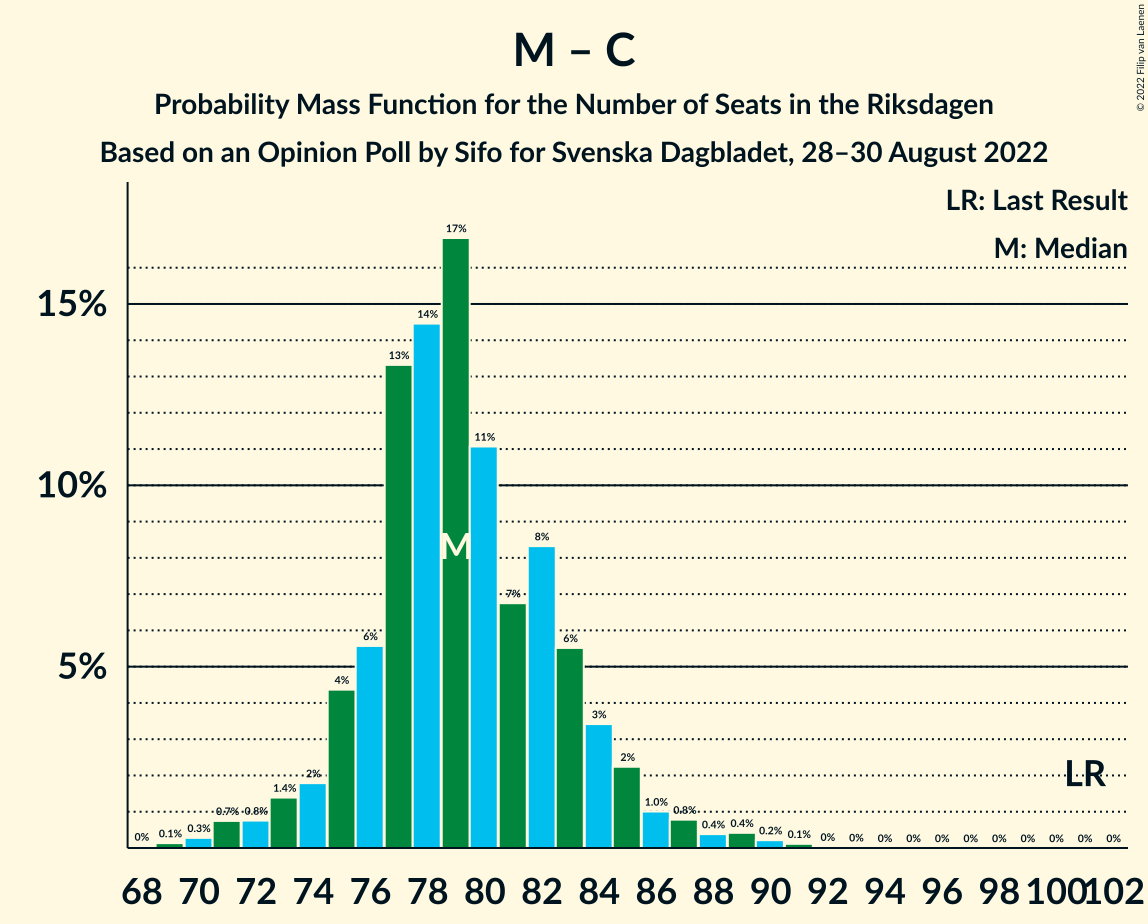 M – C
Probability Mass Function for the Number of Seats in the Riksdagen
Based on an Opinion Poll by Sifo for Svenska Dagbladet, 28–30 August 2022
© 2022 Filip van Laenen
LR: Last Result
M: Median
15%
10%
5%
0% 0.1% 0.3% 0.7% 0.8% 1.4% 2% 4% 6% 13% 14% 17% 11% 7% 8% 6% 3% 2% 1.0% 0.8% 0.4% 0.4% 0.2% 0.1% 0% 0% 0% 0% 0% 0% 0% 0% 0% 0% 0%
M
LR
68 70 72 74 76 78 80 82 84 86 88 90 92 94 96 98 100 102